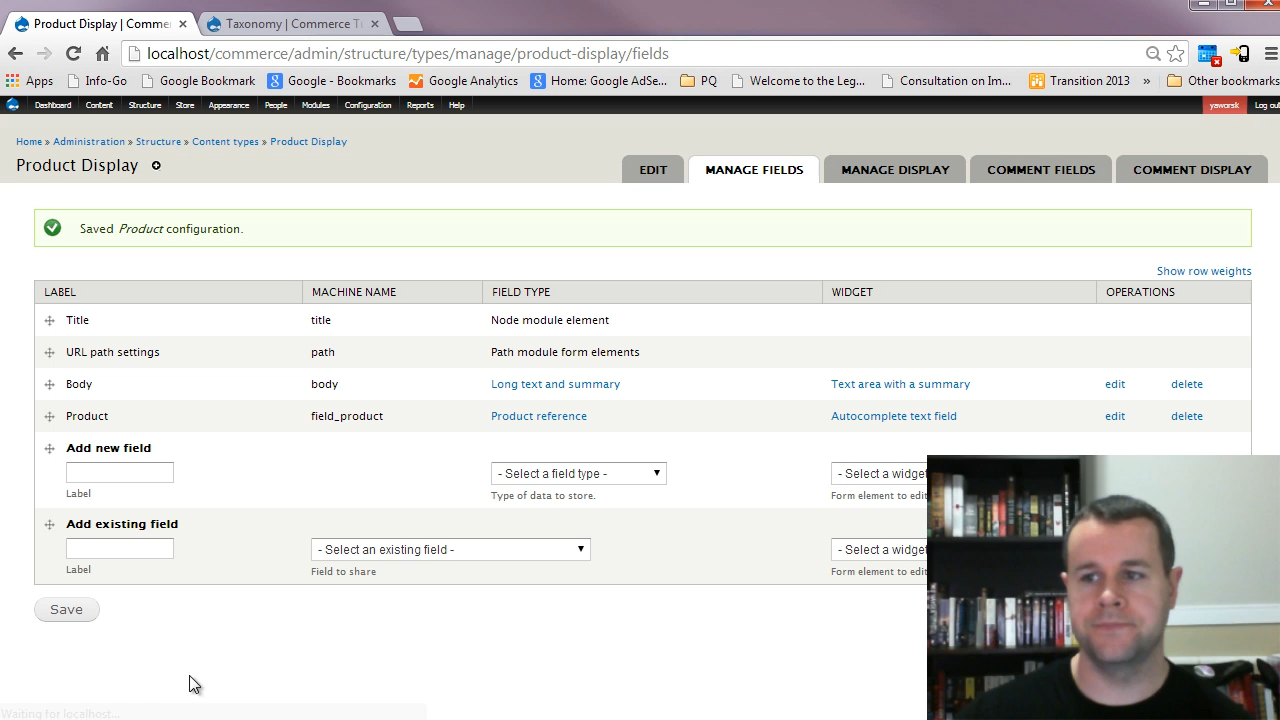 Product Display | Comme
Taxonomy | Commerce T
localhost/commerce/admin/structure/types/manage/product-display/fields
Apps Info-Go Google Bookmark Google - Bookmarks Google Analytics Home: Google AdSe... PQ Welcome to the Leg... Consultation on Im... Transition 2013 » Other bookmarks
Dashboard Content Structure Store Appearance People Modules Configuration Reports Help yaworsk Log out
Home » Administration » Structure » Content types » Product Display
Product Display
EDIT MANAGE FIELDS MANAGE DISPLAY COMMENT FIELDS COMMENT DISPLAY
Saved Product configuration.
Show row weights
LABEL MACHINE NAME FIELD TYPE WIDGET OPERATIONS
Title title Node module element
URL path settings path Path module form elements
Body body Long text and summary Text area with a summary edit delete
Product field_product Product reference Autocomplete text field edit delete
Add new field
- Select a field type - - Select a widge
Label Type of data to store. Form element to edi
Add existing field
- Select an existing field - - Select a widge
Label Field to share Form element to edi
Save
Waiting for localhost...